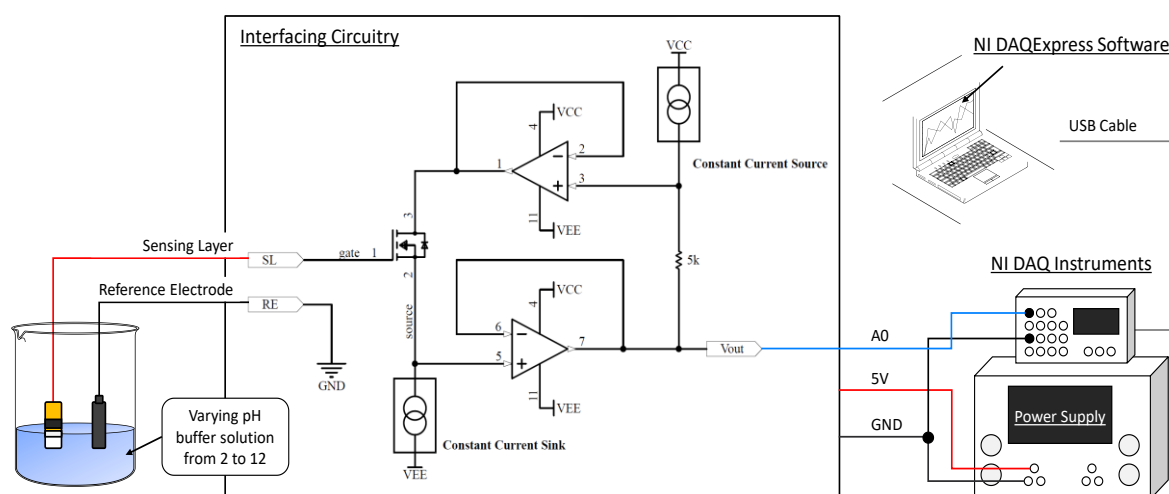 Interfacing Circuitry
VCC
NI DAQExpress Software
USB Cable
4
VCC
2
1
3
Constant Current Source
11
VEE
3
Sensing Layer
SL
gate
1
2
5k
NI DAQ Instruments
Reference Electrode
RE
source
4
VCC
6
7
5
Vout
A0
GND
11
VEE
5V
Varying pH
buffer solution
from 2 to 12
Constant Current Sink
VEE
GND
Power Supply